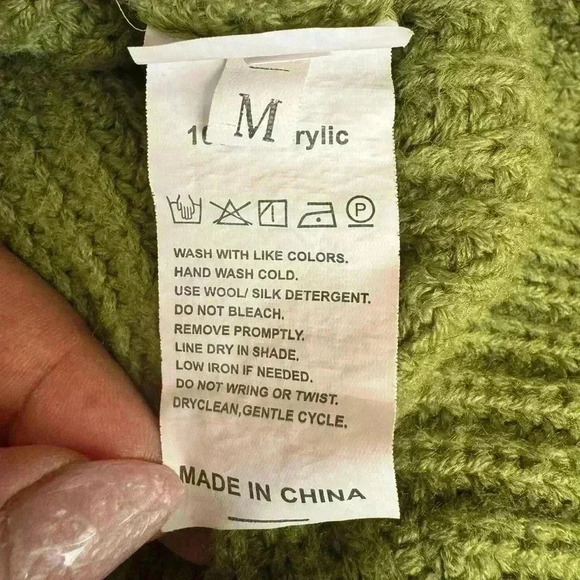 M
10 rylic
P
WASH WITH LIKE COLORS.
HAND WASH COLD.
USE WOOL/ SILK DETERGENT.
DO NOT BLEACH.
REMOVE PROMPTLY.
LINE DRY IN SHADE.
LOW IRON IF NEEDED.
DO NOT WRING OR TWIST.
DRYCLEAN,GENTLE CYCLE.
MADE IN CHINA